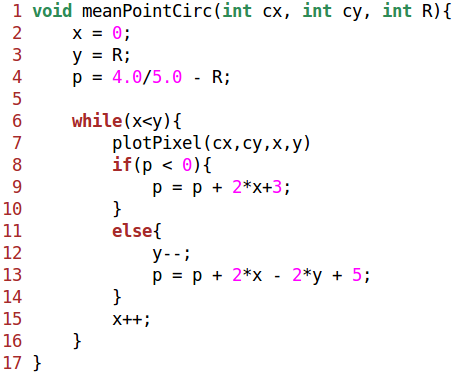 1 void meanPointCirc(int cx, int cy, int R){
2     x = 0;
3     y = R;
4     p = 4.0/5.0 - R;
5
6     while(x<y){
7         plotPixel(cx,cy,x,y)
8         if(p < 0){
9             p = p + 2*x+3;
10         }
11         else{
12             y--;
13             p = p + 2*x - 2*y + 5;
14         }
15         x++;
16     }
17 }